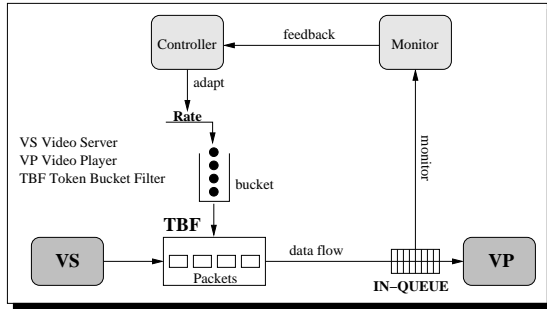 Controller
feedback
Monitor
adapt
Rate
VS Video Server
VP Video Player
TBF Token Bucket Filter
bucket
monitor
TBF
data flow
VS
Packets
VP
IN-QUEUE